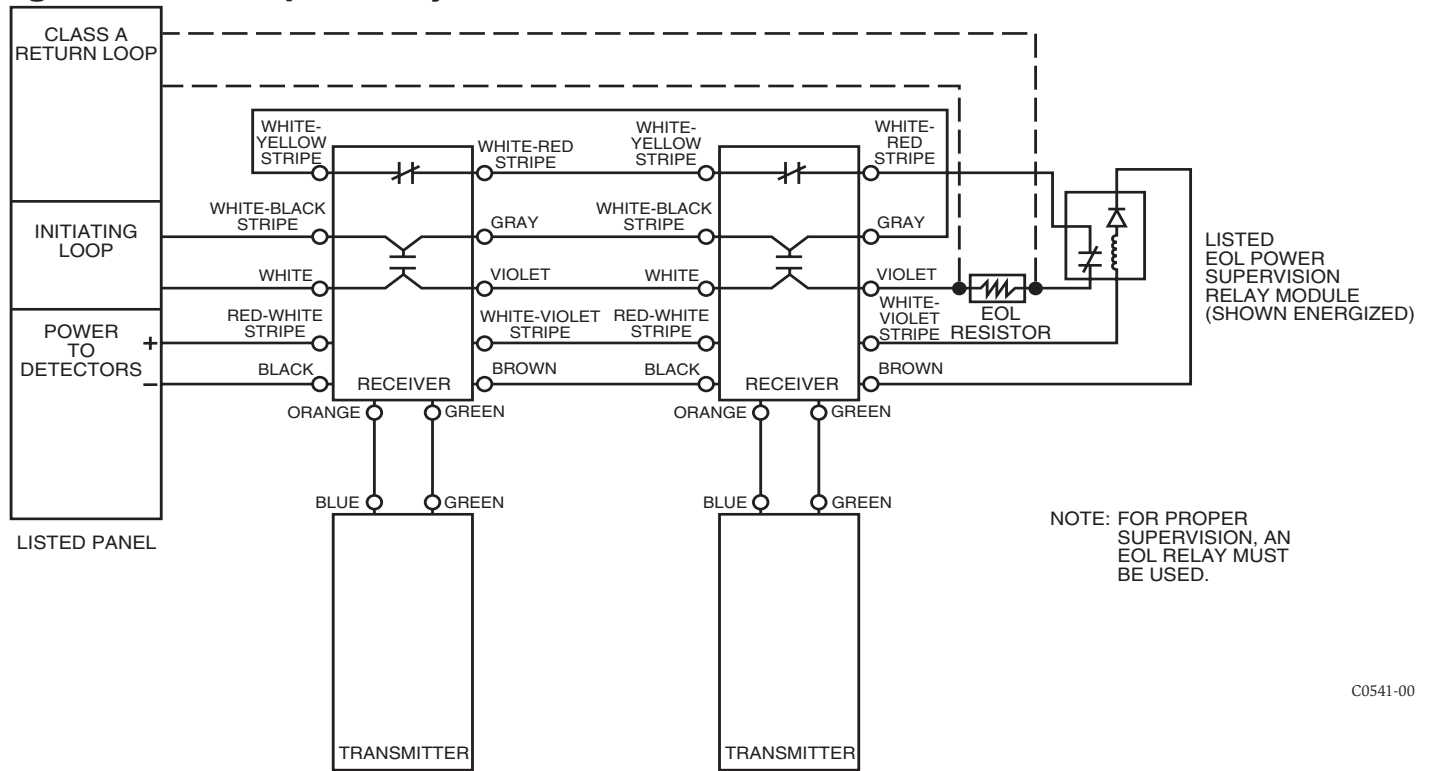 CLASS A
RETURN LOOP
INITIATING
LOOP
POWER
TO
DETECTORS
+
−
LISTED PANEL
WHITE-
YELLOW
STRIPE
WHITE-RED
STRIPE
WHITE-
YELLOW
STRIPE
WHITE-
RED
STRIPE
WHITE-BLACK
STRIPE
GRAY
WHITE-BLACK
STRIPE
GRAY
WHITE
VIOLET
WHITE
VIOLET
RED-WHITE
STRIPE
WHITE-VIOLET
STRIPE
RED-WHITE
STRIPE
WHITE-
VIOLET
STRIPE
EOL
RESISTOR
BLACK
RECEIVER
BROWN
BLACK
RECEIVER
BROWN
ORANGE
GREEN
ORANGE
GREEN
BLUE
GREEN
BLUE
GREEN
TRANSMITTER
TRANSMITTER
LISTED
EOL POWER
SUPERVISION
RELAY MODULE
(SHOWN ENERGIZED)
NOTE: FOR PROPER
SUPERVISION, AN
EOL RELAY MUST
BE USED.
C0541-00